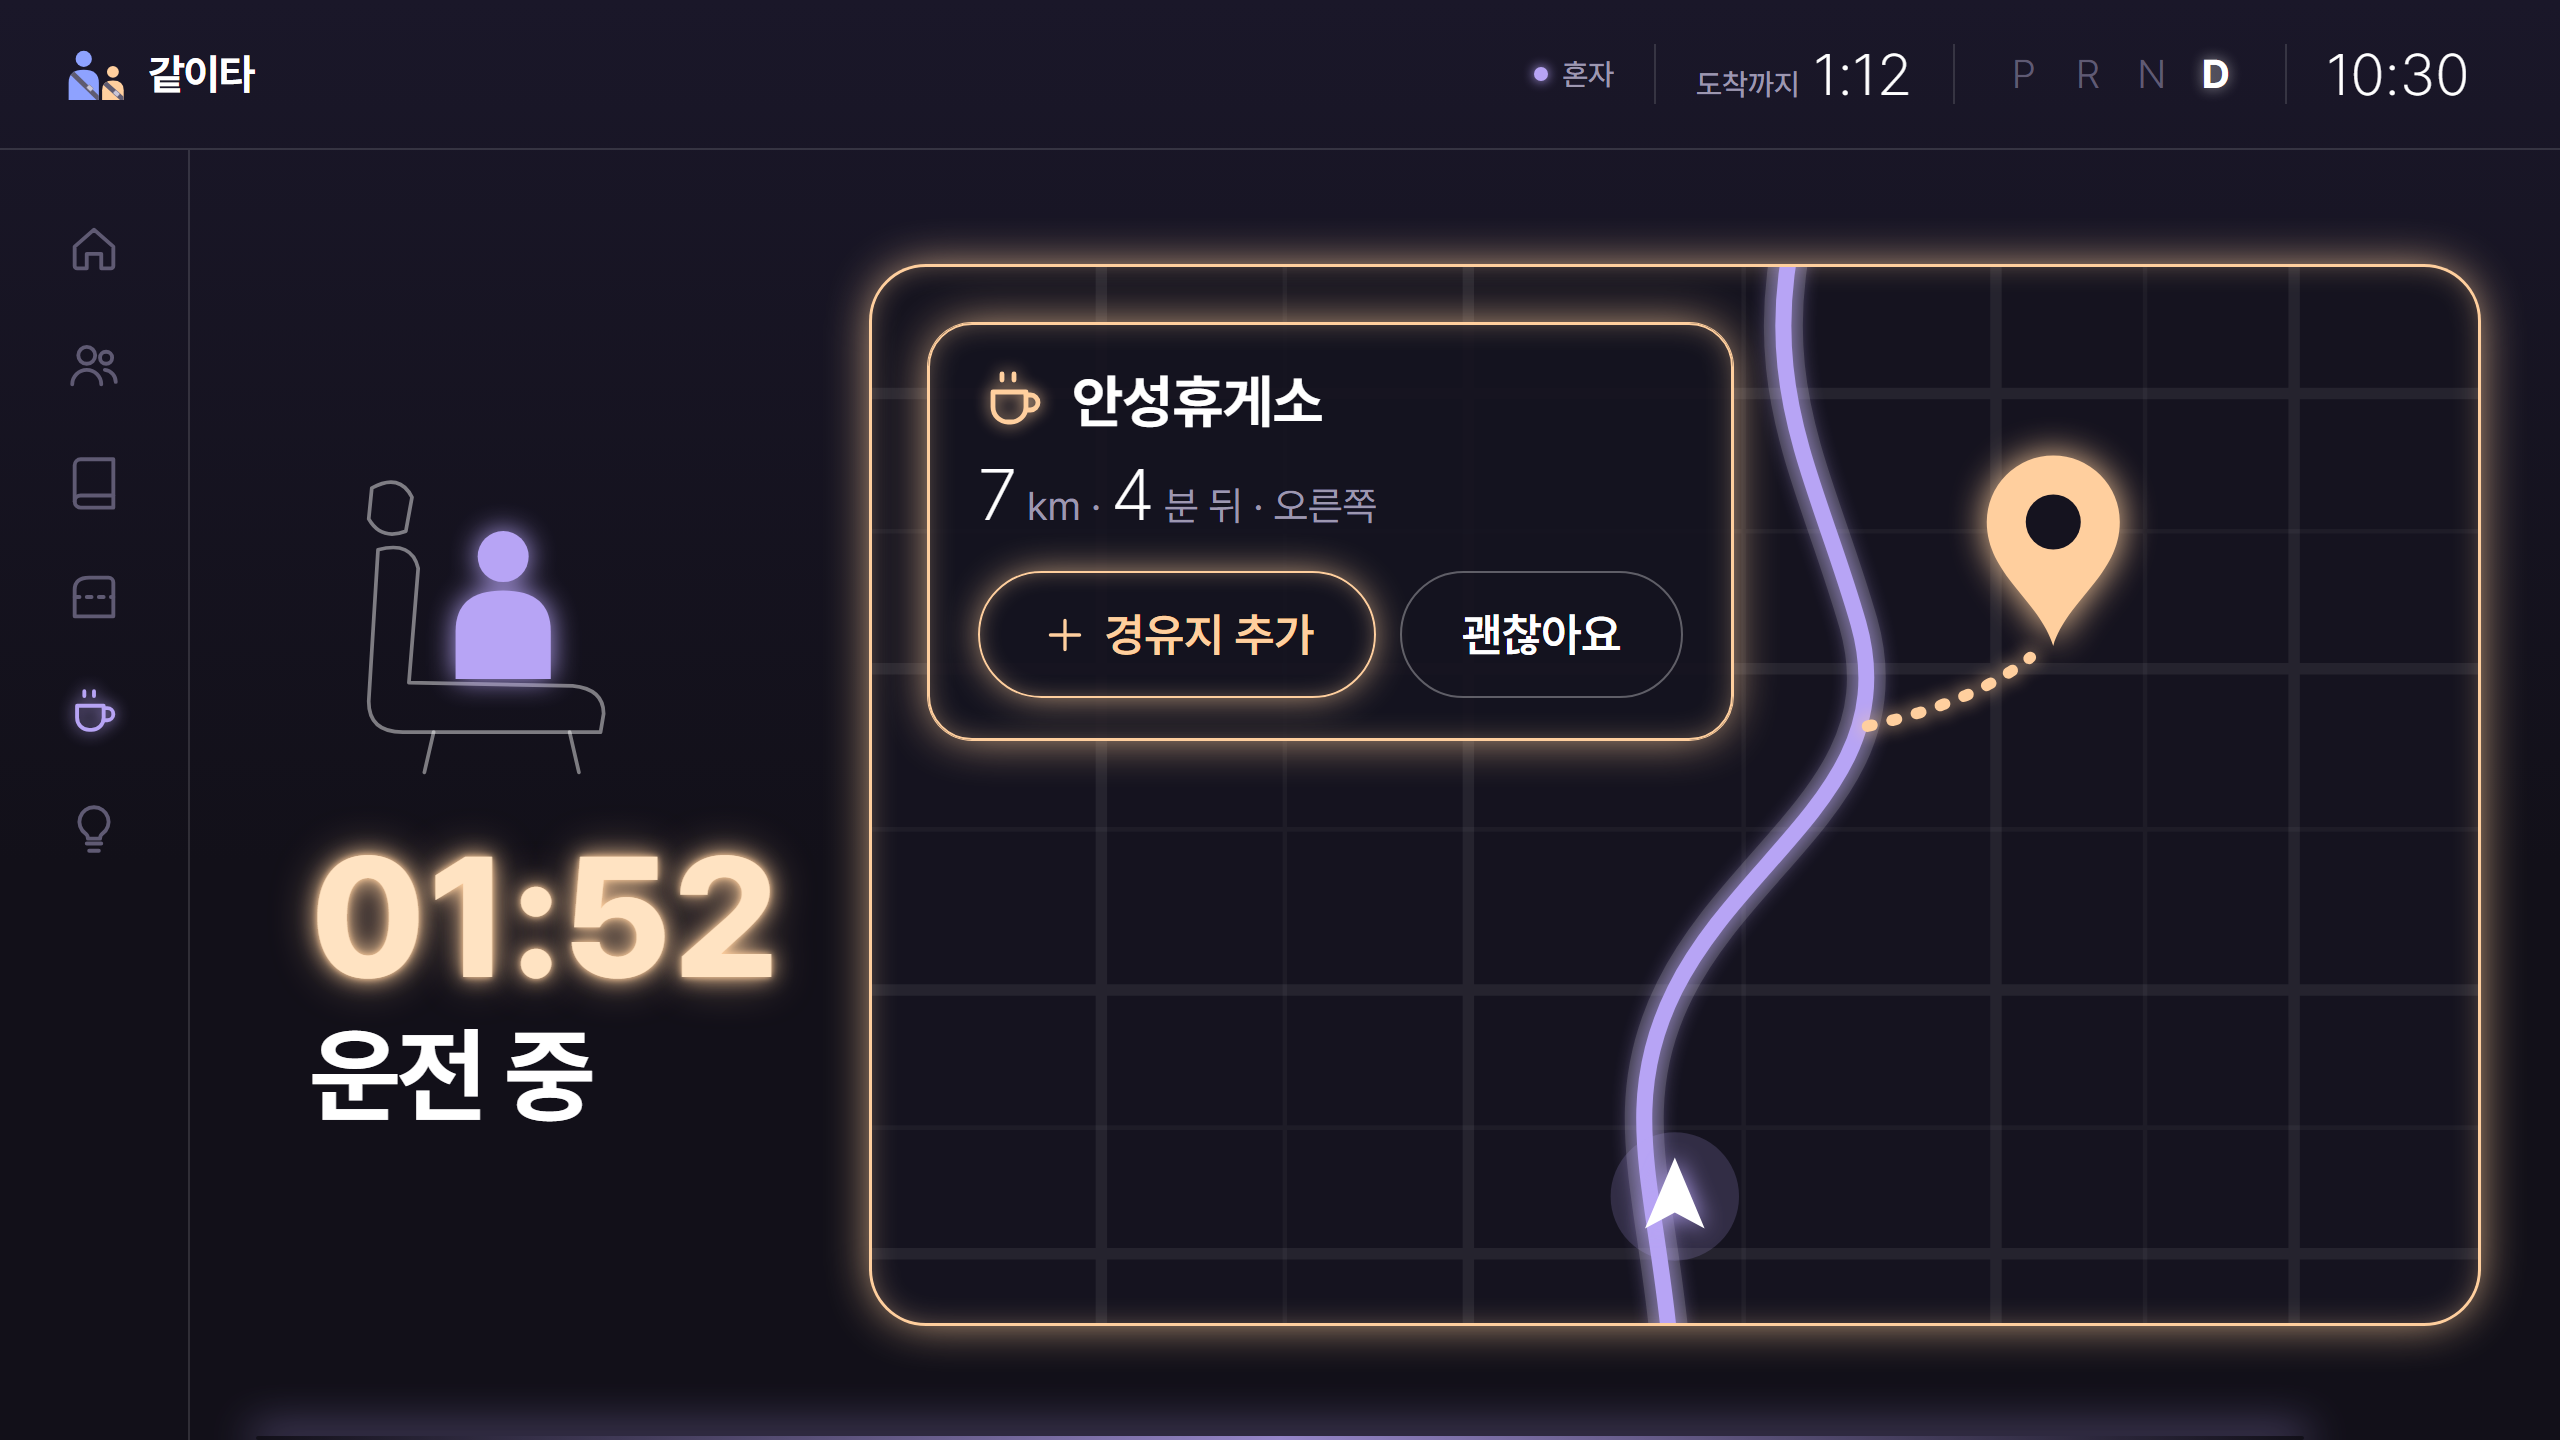 같이타
혼자
도착까지 1:12
P R N D
10:30
안성휴게소
7 km · 4 분 뒤 · 오른쪽
+ 경유지 추가
괜찮아요
01:52
운전 중